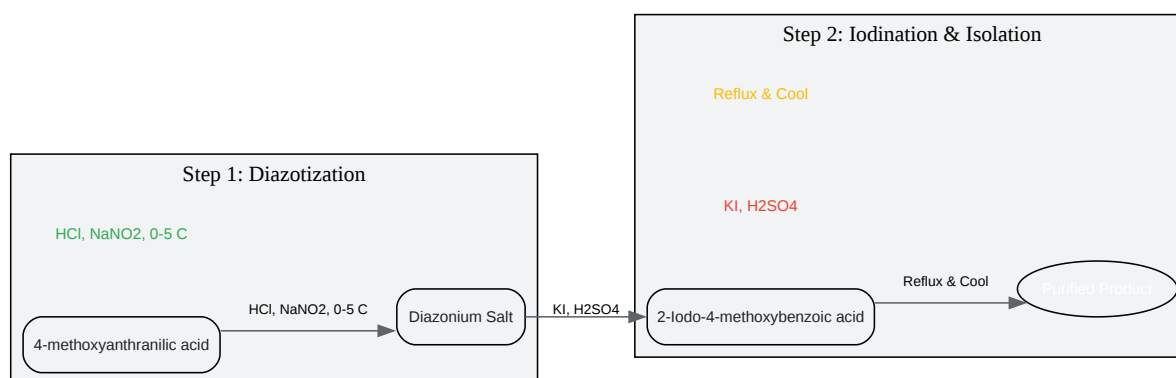 Step 2: Iodination & Isolation
Reflux & Cool
Step 1: Diazotization
KI, H2SO4
HCl, NaNO2, 0-5 C
Reflux & Cool
Purified Product
HCl, NaNO2, 0-5 C
KI, H2SO4
Diazonium Salt
2-Iodo-4-methoxybenzoic acid
4-methoxyanthranilic acid